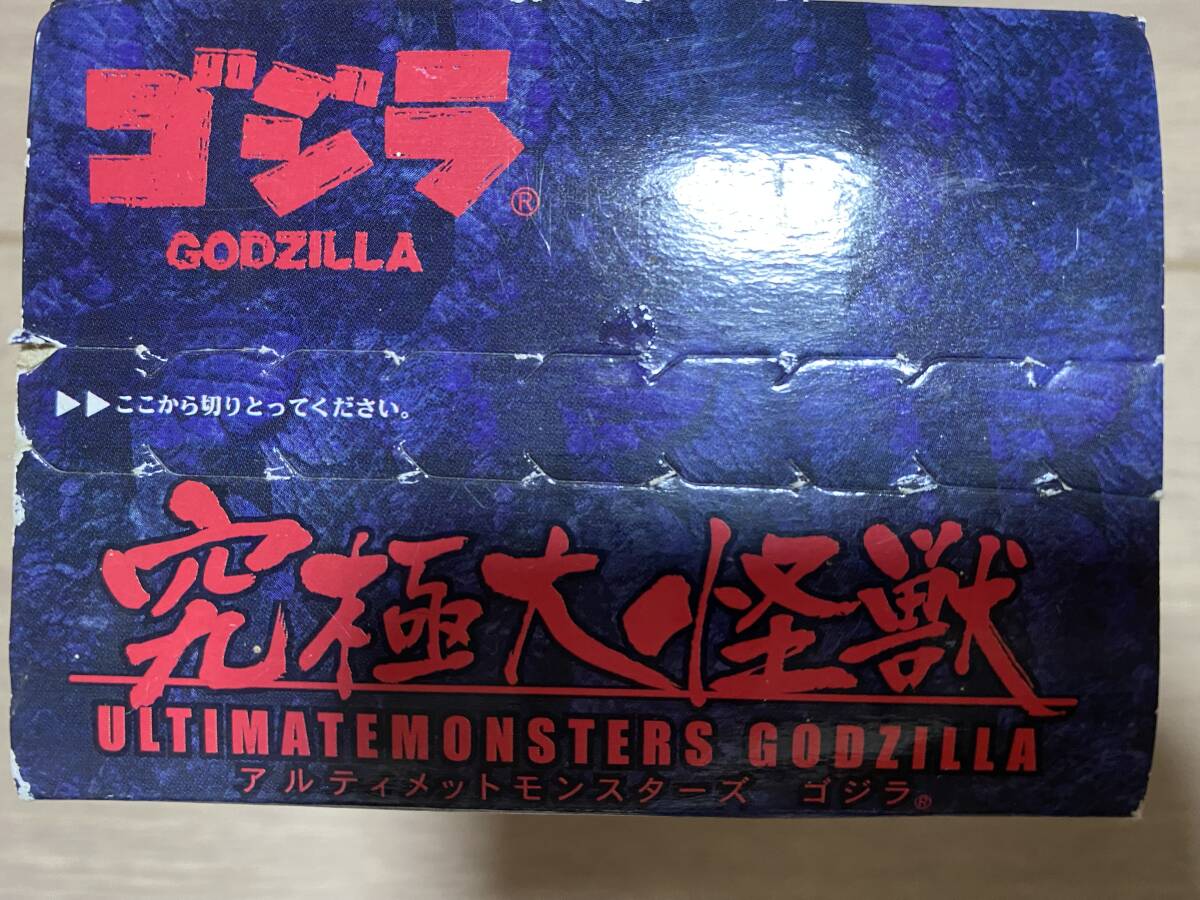 ゴジラ®
GODZILLA
▶▶ここから切りとってください。
究極大怪獣
ULTIMATEMONSTERS GODZILLA
アルティメットモンスターズ ゴジラ®